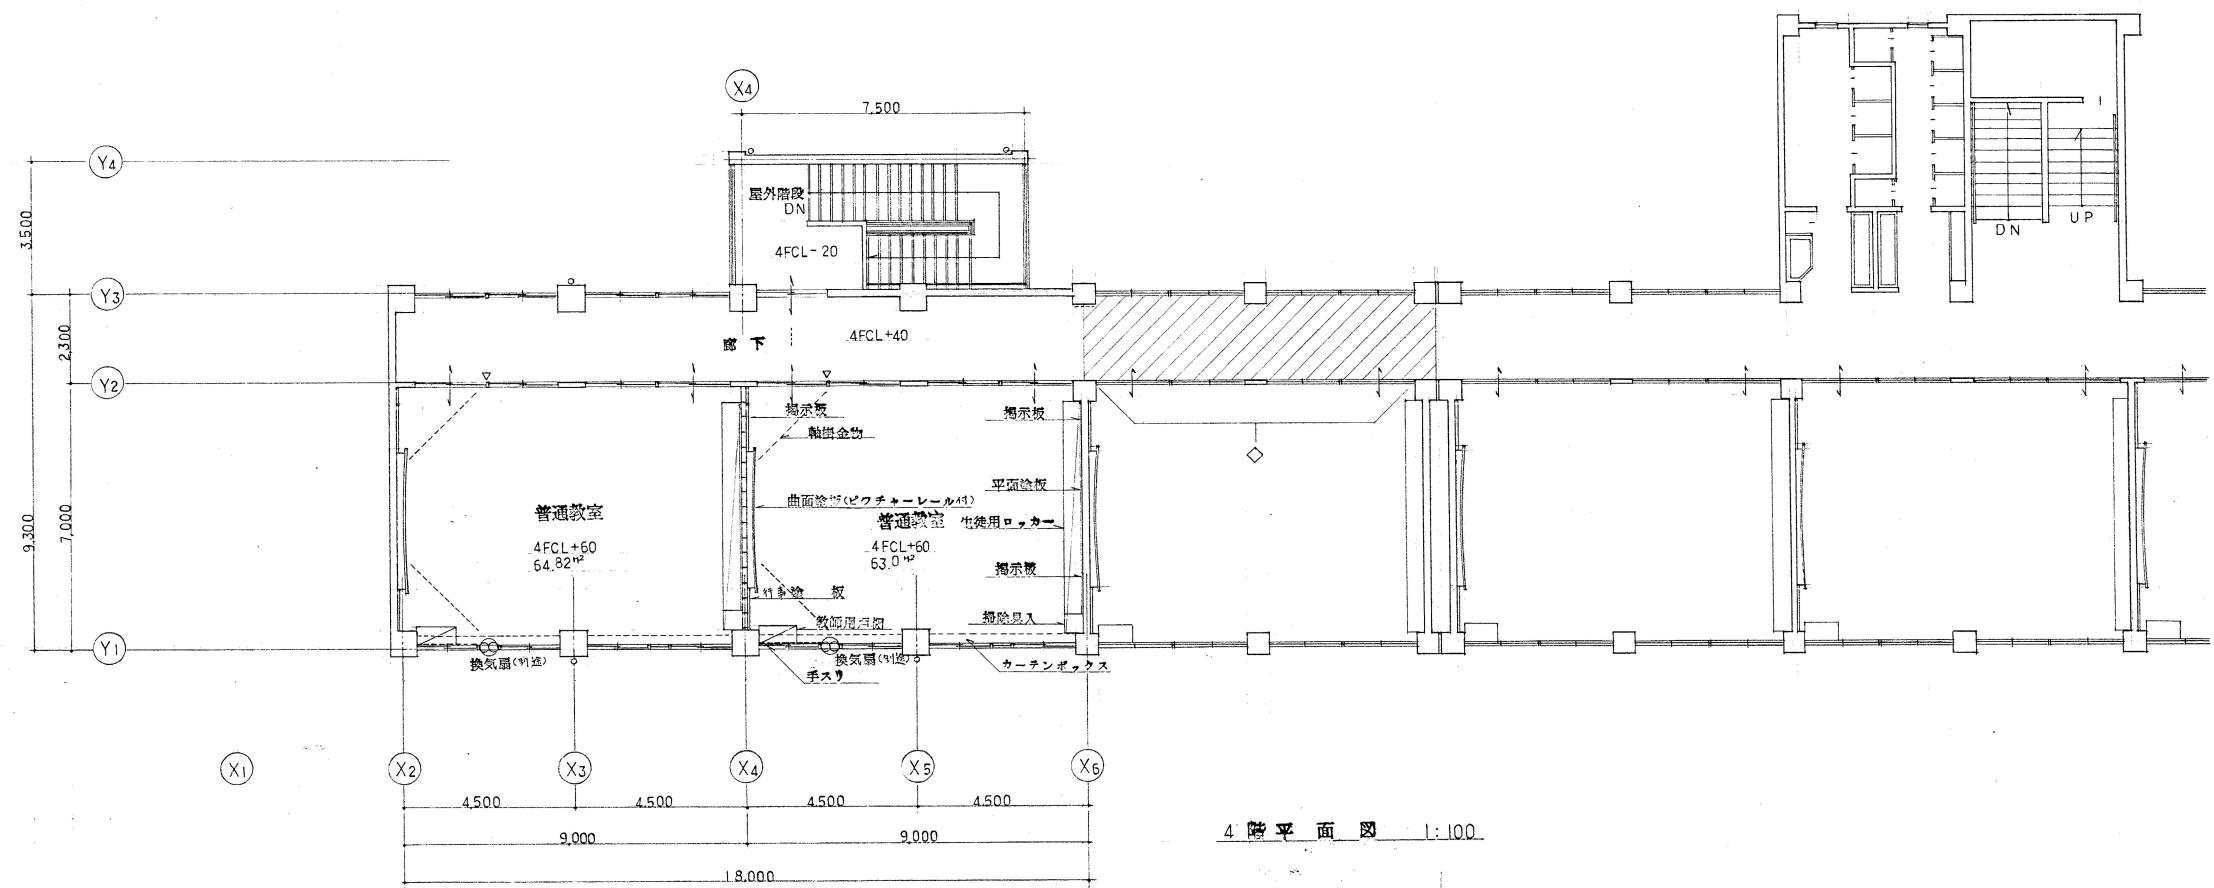 X4
7,500
Y4
3,500
屋外階段
DN
4FCL-20
DN
UP
Y3
2,300
廊下
4FCL+40
Y2
掲示板
掲示板
軸掛金物
平面塗板
曲面塗板(ピクチャーレール付)
普通教室
普通教室
生徒用ロッカー
4FCL+60
64.82m²
4FCL+60
63.0m²
掲示板
9,300
7,000
行事塗板
掃除具入
Y1
換気扇(別途)
換気扇(別途)
カーテンボックス
手スリ
X1
X2
X3
X4
X5
X6
4,500
4,500
4,500
4,500
9,000
9,000
18,000
4階平面図 1:100